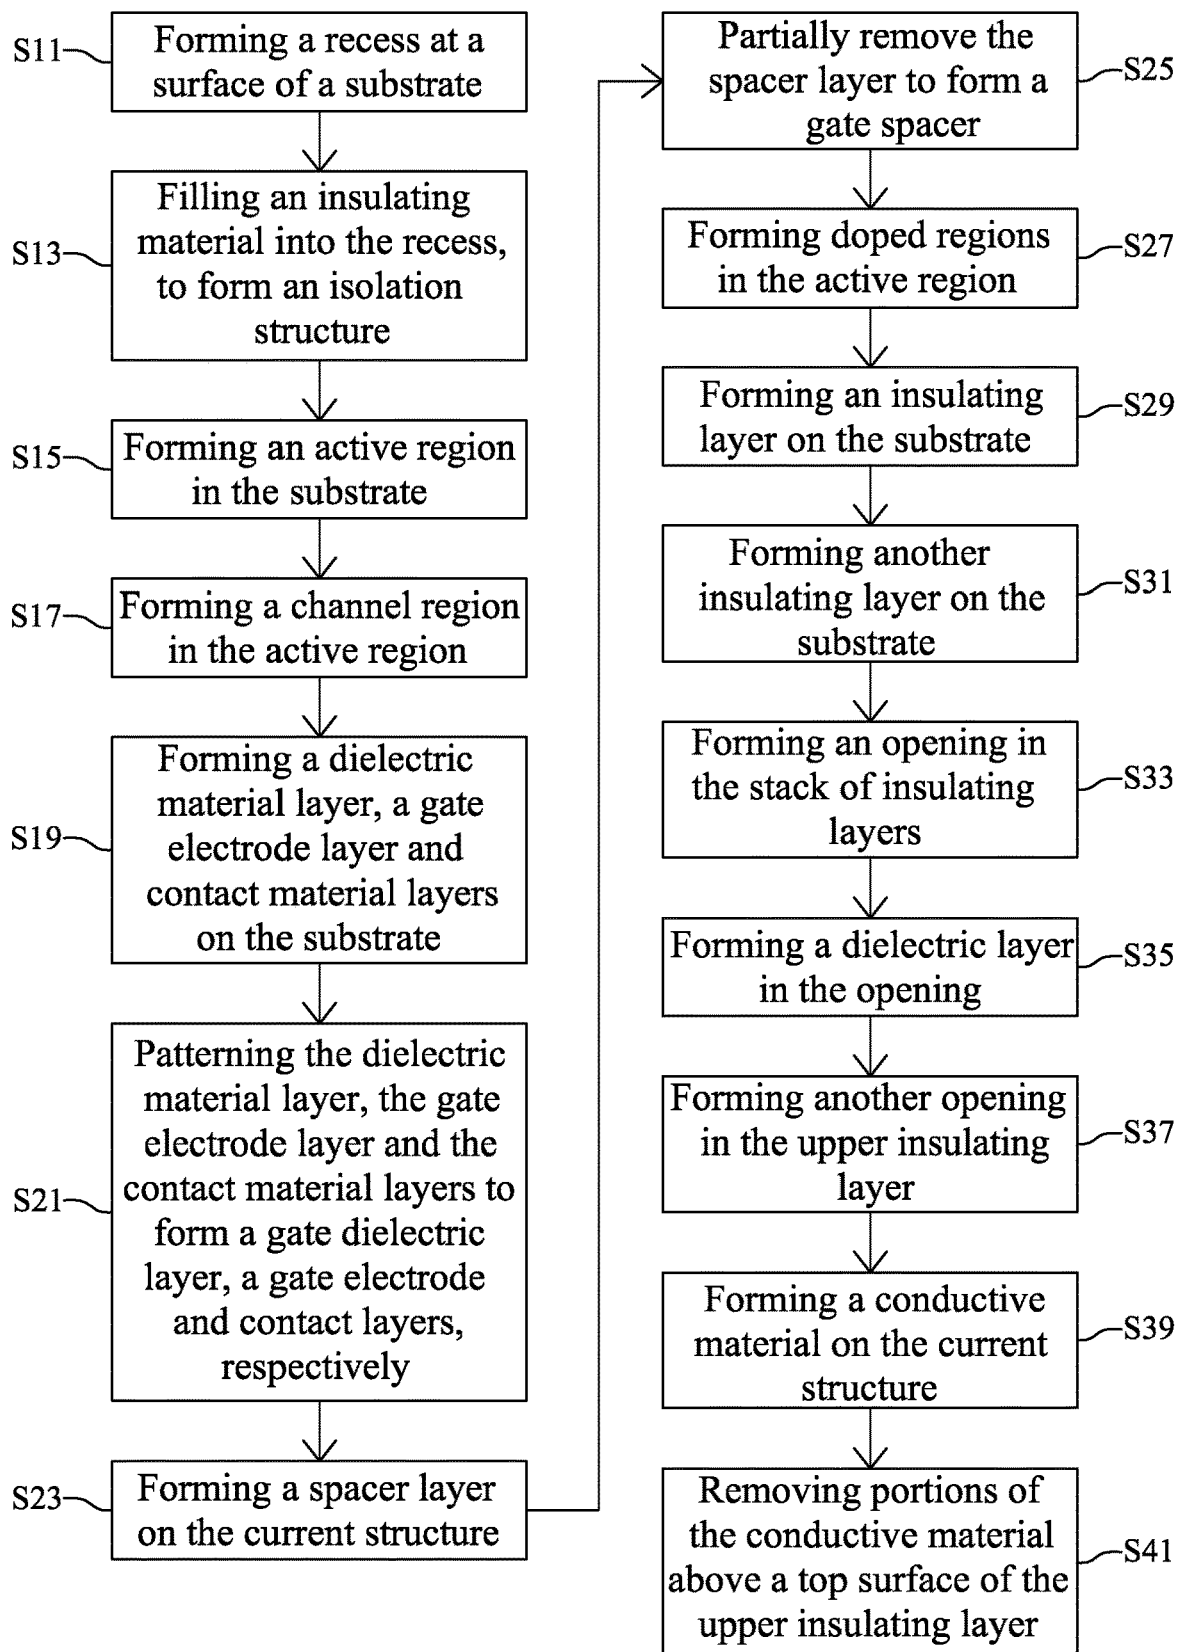 S11
Forming a recess at a
surface of a substrate
S13
Filling an insulating
material into the recess,
to form an isolation
structure
S15
Forming an active region
in the substrate
S17
Forming a channel region
in the active region
S19
Forming a dielectric
material layer, a gate
electrode layer and
contact material layers
on the substrate
S21
Patterning the dielectric
material layer, the gate
electrode layer and the
contact material layers to
form a gate dielectric
layer, a gate electrode
and contact layers,
respectively
S23
Forming a spacer layer
on the current structure
Partially remove the
spacer layer to form a
gate spacer
S25
Forming doped regions
in the active region
S27
Forming an insulating
layer on the substrate
S29
Forming another
insulating layer on the
substrate
S31
Forming an opening in
the stack of insulating
layers
S33
Forming a dielectric layer
in the opening
S35
Forming another opening
in the upper insulating
layer
S37
Forming a conductive
material on the current
structure
S39
Removing portions of
the conductive material
above a top surface of the
upper insulating layer
S41